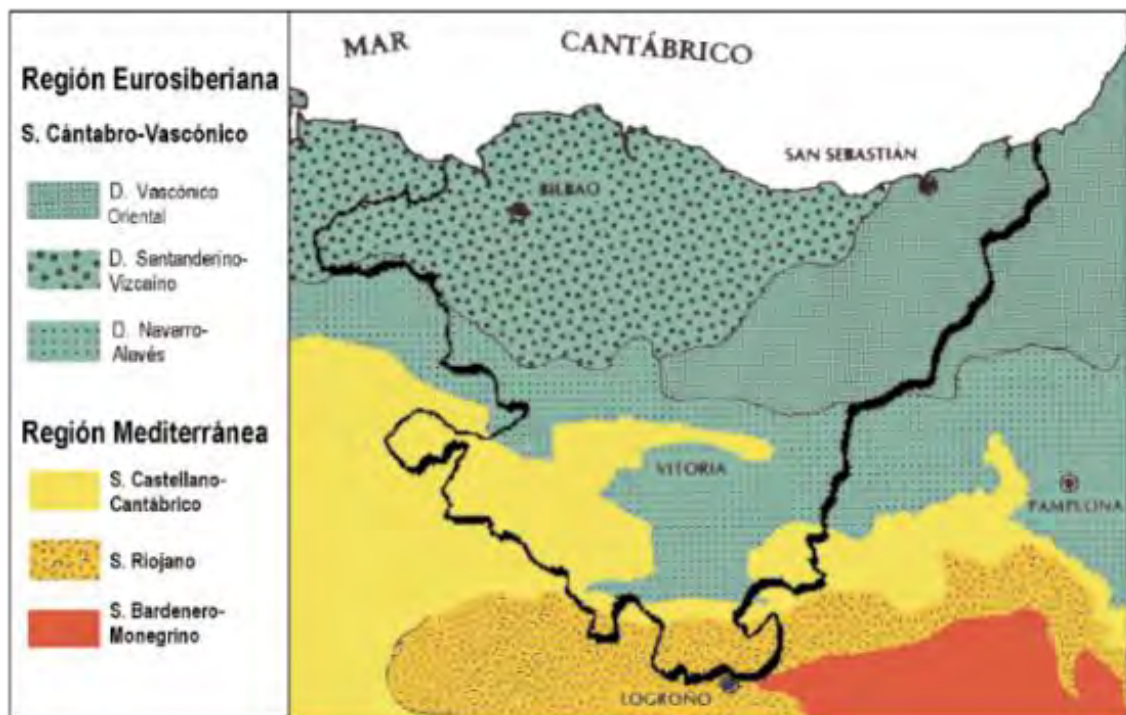 Región Eurosiberiana
S. Cántabro-Vascónico
D. Vascónico
Oriental
D. Santanderino-
Vizcaíno
D. Navarro-
Alavés
Región Mediterránea
S. Castellano-
Cantábrico
S. Riojano
S. Bardenero-
Monegrino
MAR CANTÁBRICO
SAN SEBASTIÁN
BILBAO
VITORIA
PAMPLONA
LOGROÑO